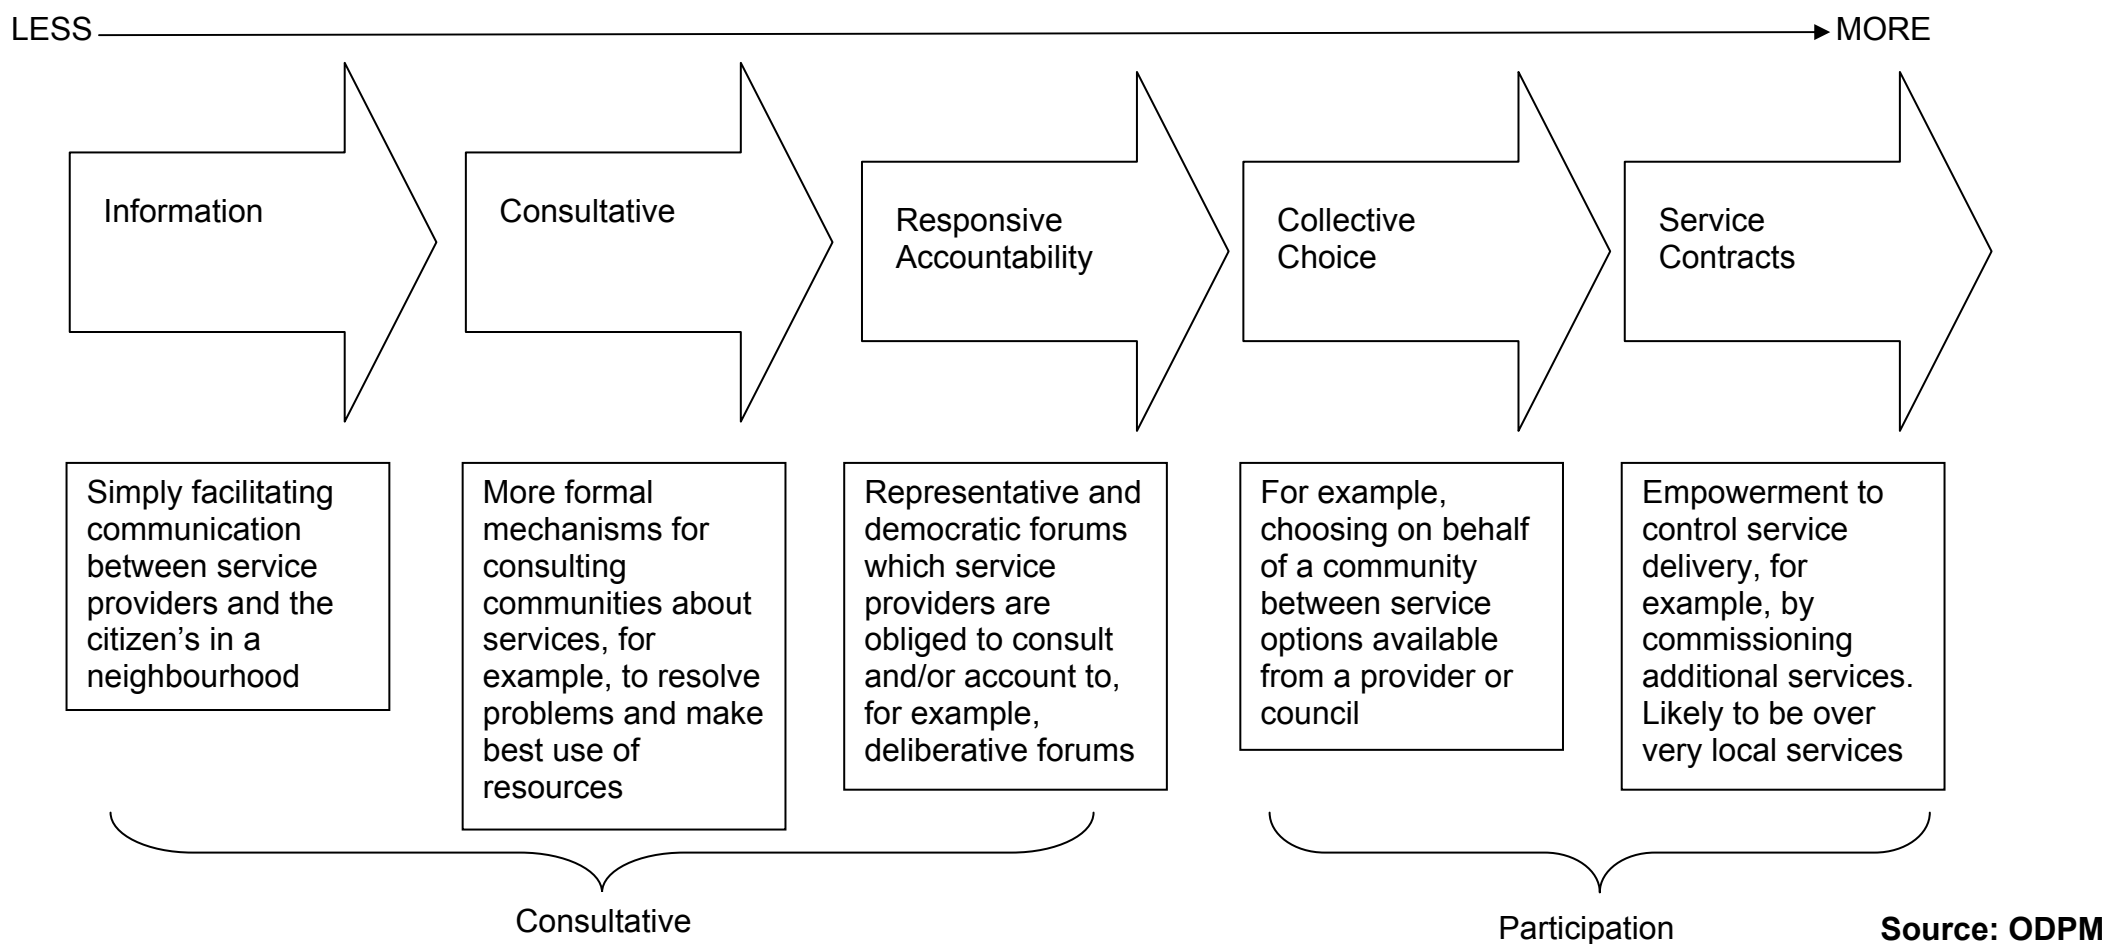 LESS
MORE
Information
Consultative
Responsive
Accountability
Collective
Choice
Service
Contracts
Simply facilitating
communication
between service
providers and the
citizen’s in a
neighbourhood
More formal
mechanisms for
consulting
communities about
services, for
example, to resolve
problems and make
best use of
resources
Representative and
democratic forums
which service
providers are
obliged to consult
and/or account to,
for example,
deliberative forums
For example,
choosing on behalf
of a community
between service
options available
from a provider or
council
Empowerment to
control service
delivery, for
example, by
commissioning
additional services.
Likely to be over
very local services
Consultative
Participation
Source: ODPM